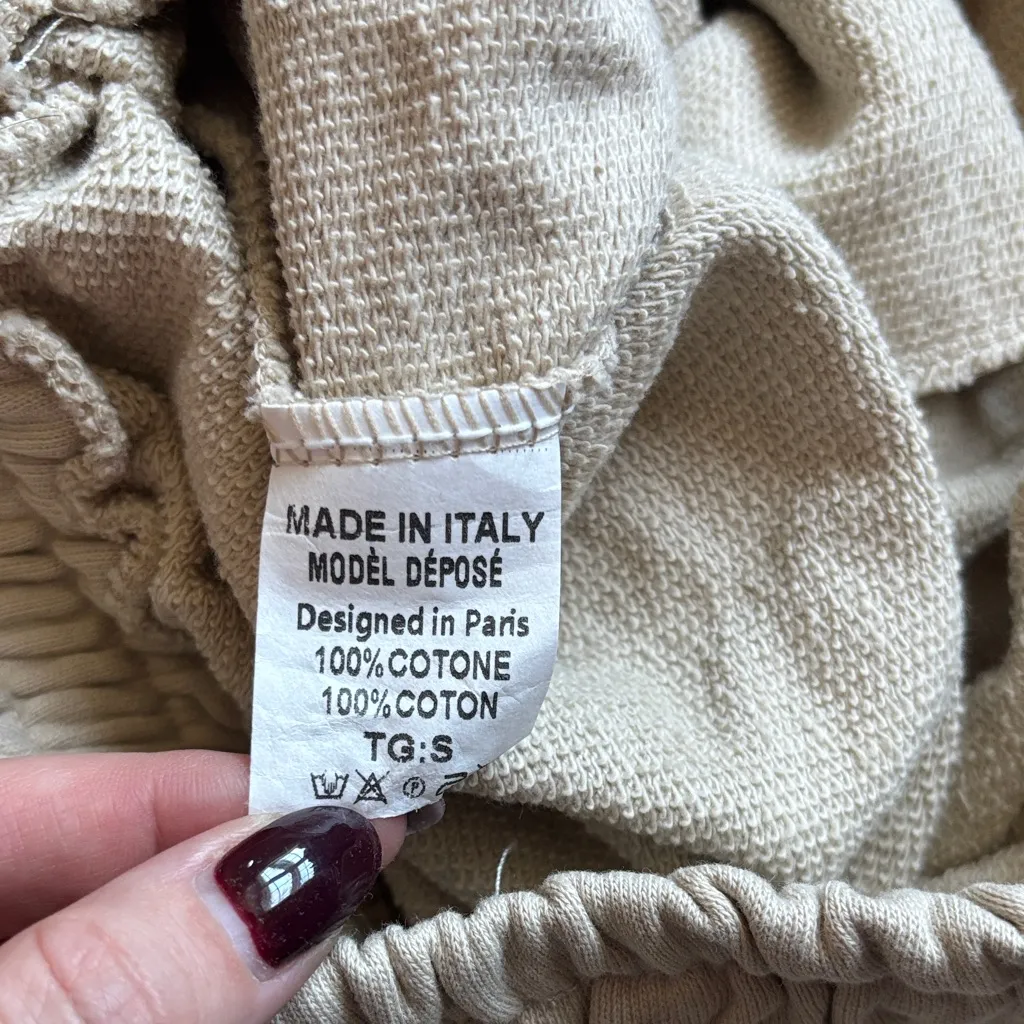 MADE IN ITALY
MODÈL DÉPOSÉ
Designed in Paris
100% COTONE
100% COTON
TG:S
P